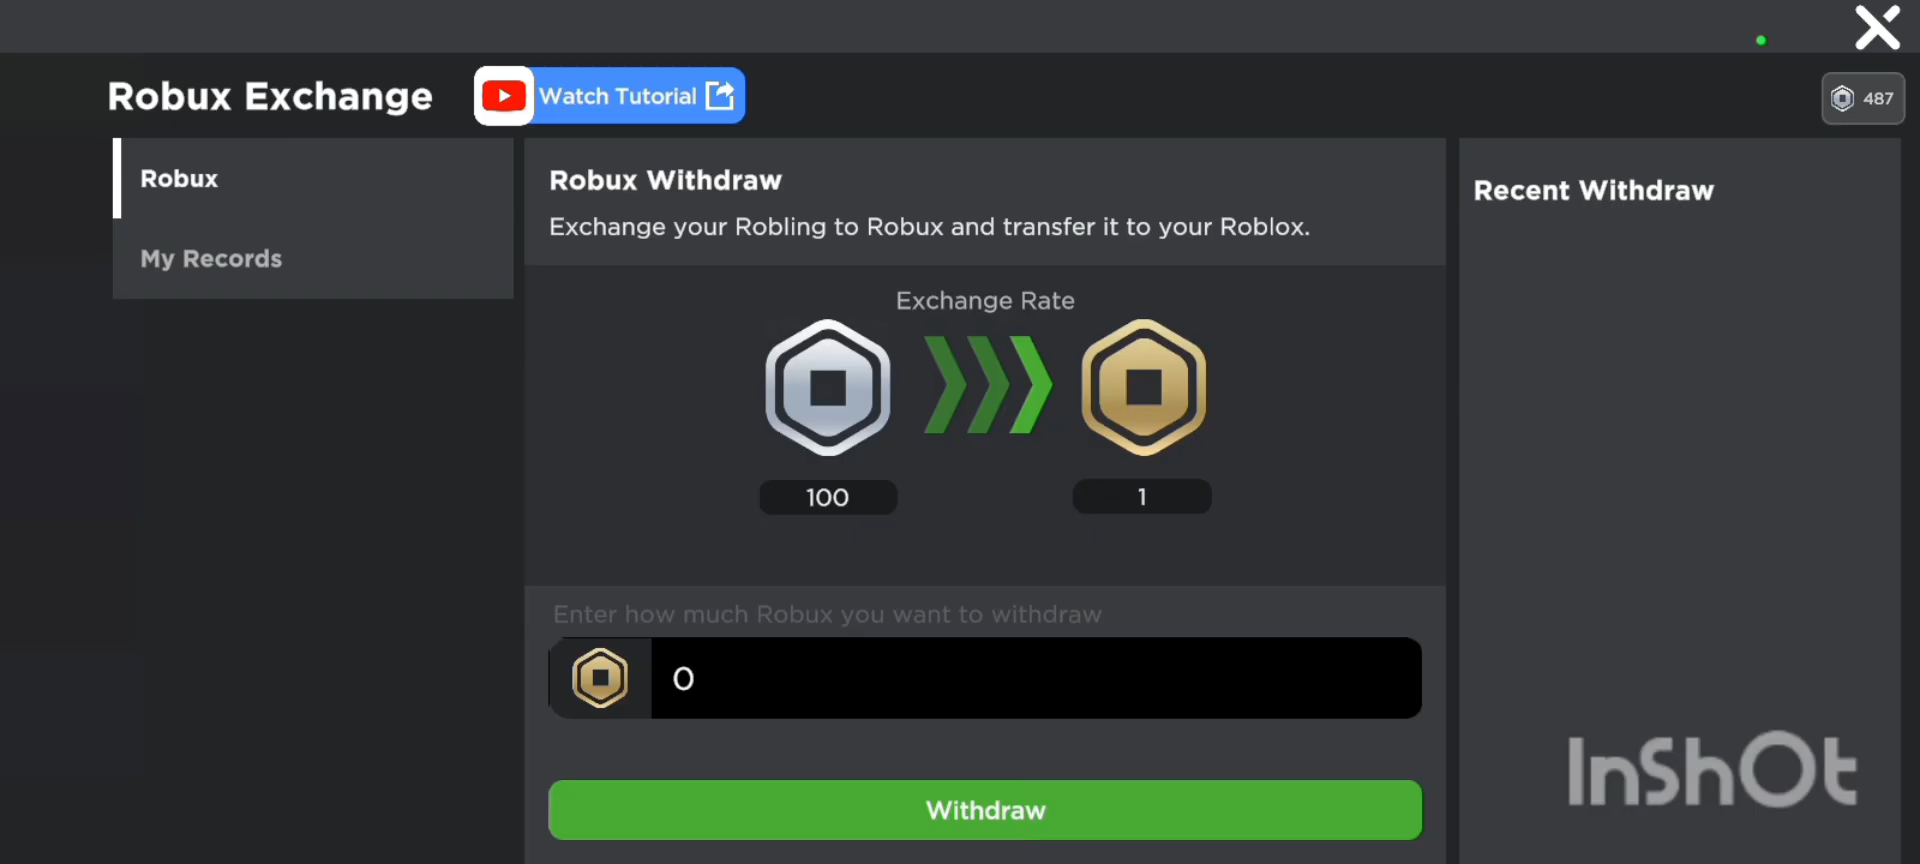 Robux Exchange
Watch Tutorial
487
Robux
My Records
Robux Withdraw
Exchange your Robling to Robux and transfer it to your Roblox.
Exchange Rate
100
1
Enter how much Robux you want to withdraw
0
Withdraw
Recent Withdraw
InShOt